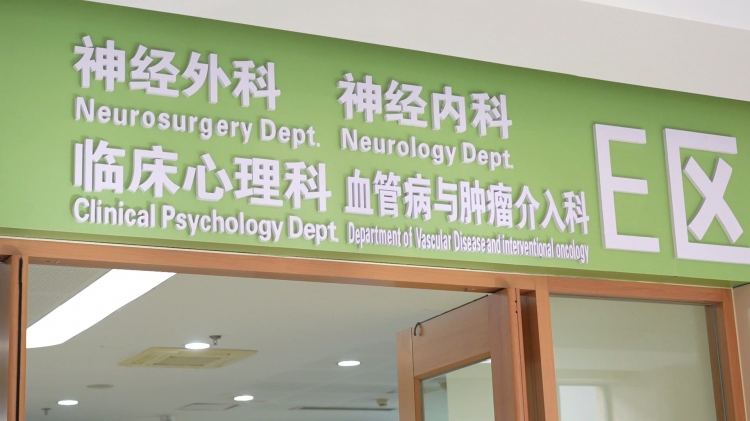 神经外科
Neurosurgery Dept.
神经内科
Neurology Dept.
临床心理科
Clinical Psychology Dept.
血管病与肿瘤介入科
Department of Vascular Disease and interventional oncology
E区